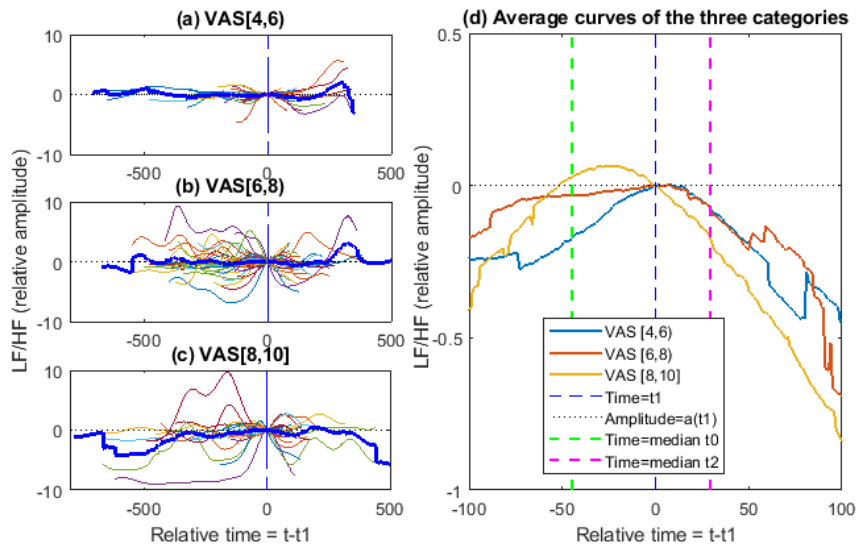 (a) VAS[4,6)
10
0
-10
-500
0
500
(b) VAS[6,8)
10
0
-10
-500
0
500
(c) VAS[8,10]
10
0
-10
-500
0
500
LF/HF (relative amplitude)
Relative time = t-t1
(d) Average curves of the three categories
0.5
0
-0.5
-1
-100
-50
0
50
100
LF/HF (relative amplitude)
Relative time = t-t1
VAS [4,6)
VAS [6,8)
VAS [8,10]
Time=t1
Amplitude=a(t1)
Time=median t0
Time=median t2